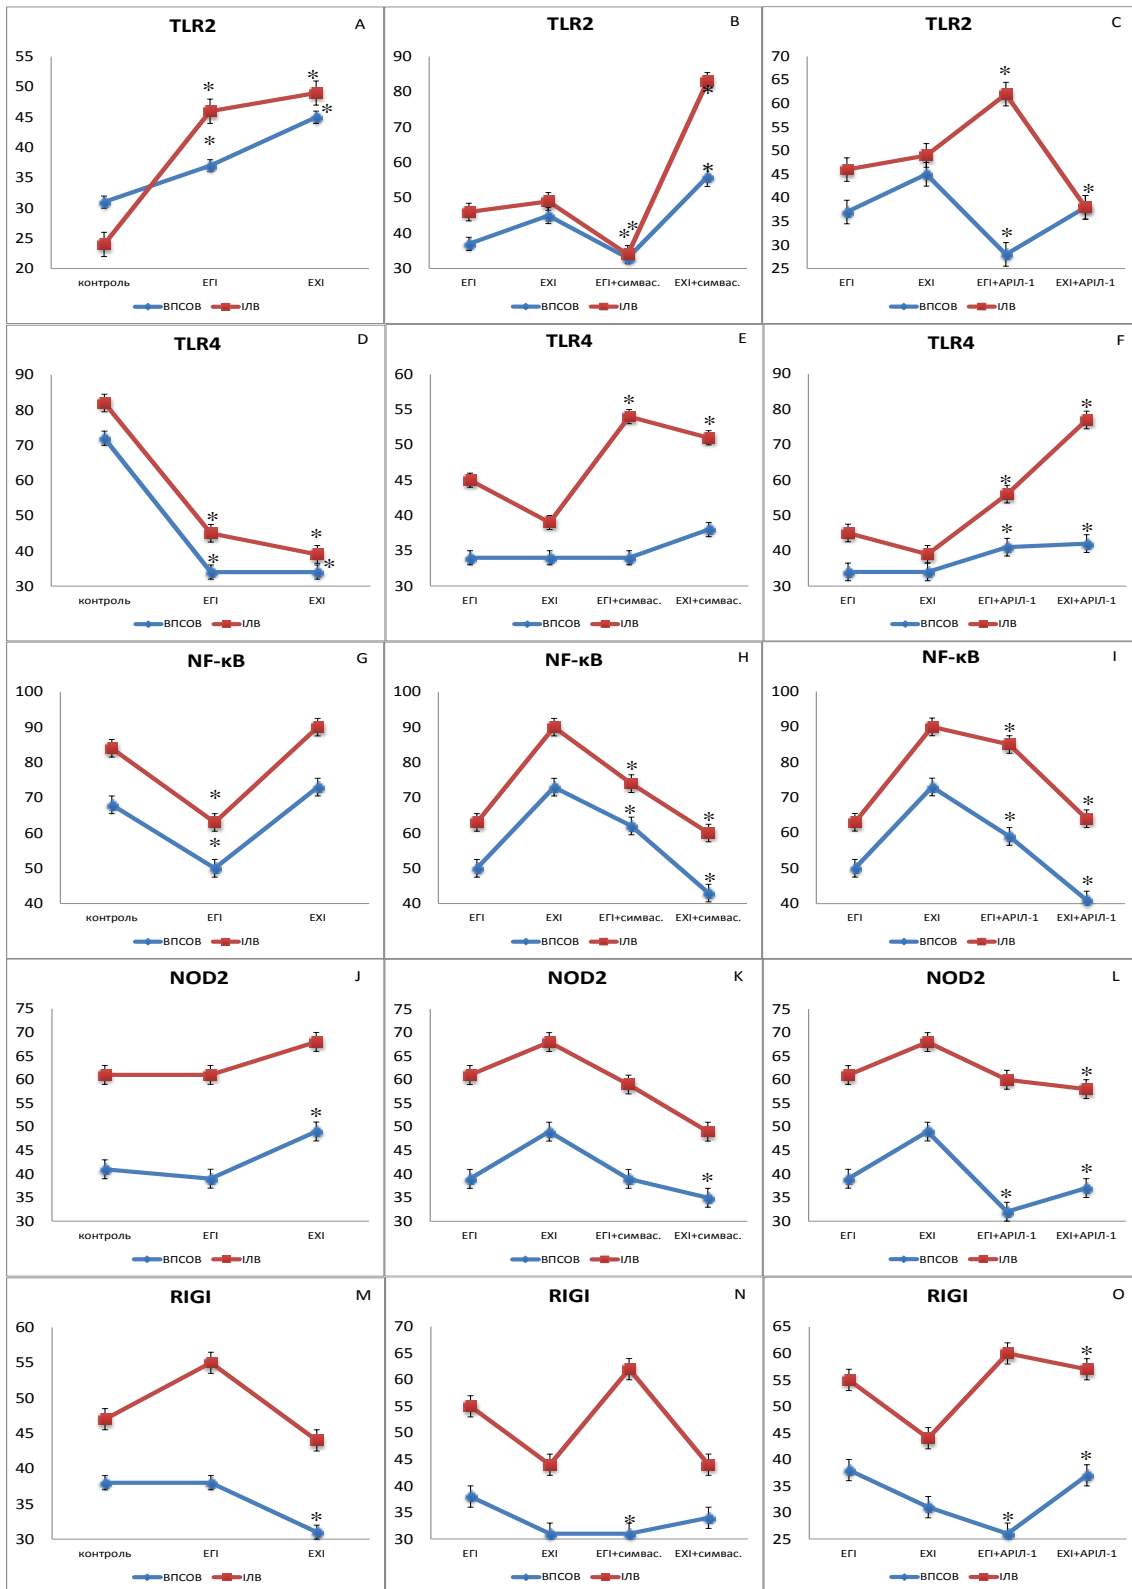 TLR2 A
55
50
45
40
35
30
25
20
контроль ЕГІ ЕХІ
ВПСОВ ІЛВ
TLR2 B
90
80
70
60
50
40
30
ЕГІ ЕХІ ЕГІ+симвас. ЕХІ+симвас.
ВПСОВ ІЛВ
TLR2 C
70
65
60
55
50
45
40
35
30
25
ЕГІ ЕХІ ЕГІ+АРІЛ-1 ЕХІ+АРІЛ-1
ВПСОВ ІЛВ
TLR4 D
90
80
70
60
50
40
30
контроль ЕГІ ЕХІ
ВПСОВ ІЛВ
TLR4 E
60
55
50
45
40
35
30
ЕГІ ЕХІ ЕГІ+симвас. ЕХІ+симвас.
ВПСОВ ІЛВ
TLR4 F
90
80
70
60
50
40
30
ЕГІ ЕХІ ЕГІ+АРІЛ-1 ЕХІ+АРІЛ-1
ВПСОВ ІЛВ
NF-кВ G
100
90
80
70
60
50
40
контроль ЕГІ ЕХІ
ВПСОВ ІЛВ
NF-кВ H
100
90
80
70
60
50
40
ЕГІ ЕХІ ЕГІ+симвас. ЕХІ+симвас.
ВПСОВ ІЛВ
NF-кВ I
100
90
80
70
60
50
40
ЕГІ ЕХІ ЕГІ+АРІЛ-1 ЕХІ+АРІЛ-1
ВПСОВ ІЛВ
NOD2 J
75
70
65
60
55
50
45
40
35
30
контроль ЕГІ ЕХІ
ВПСОВ ІЛВ
NOD2 K
75
70
65
60
55
50
45
40
35
30
ЕГІ ЕХІ ЕГІ+симвас. ЕХІ+симвас.
ВПСОВ ІЛВ
NOD2 L
75
70
65
60
55
50
45
40
35
30
ЕГІ ЕХІ ЕГІ+АРІЛ-1 ЕХІ+АРІЛ-1
ВПСОВ ІЛВ
RIGI M
60
55
50
45
40
35
30
контроль ЕГІ ЕХІ
ВПСОВ ІЛВ
RIGI N
70
65
60
55
50
45
40
35
30
ЕГІ ЕХІ ЕГІ+симвас. ЕХІ+симвас.
ВПСОВ ІЛВ
RIGI O
65
60
55
50
45
40
35
30
25
ЕГІ ЕХІ ЕГІ+АРІЛ-1 ЕХІ+АРІЛ-1
ВПСОВ ІЛВ